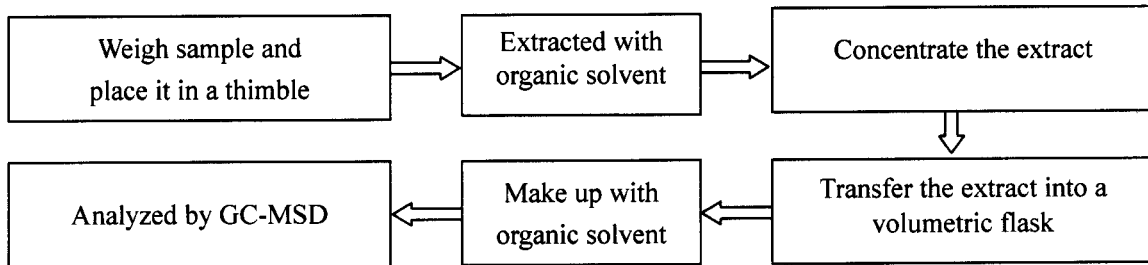 Weigh sample and
place it in a thimble
Extracted with
organic solvent
Concentrate the extract
Transfer the extract into a
volumetric flask
Make up with
organic solvent
Analyzed by GC-MSD